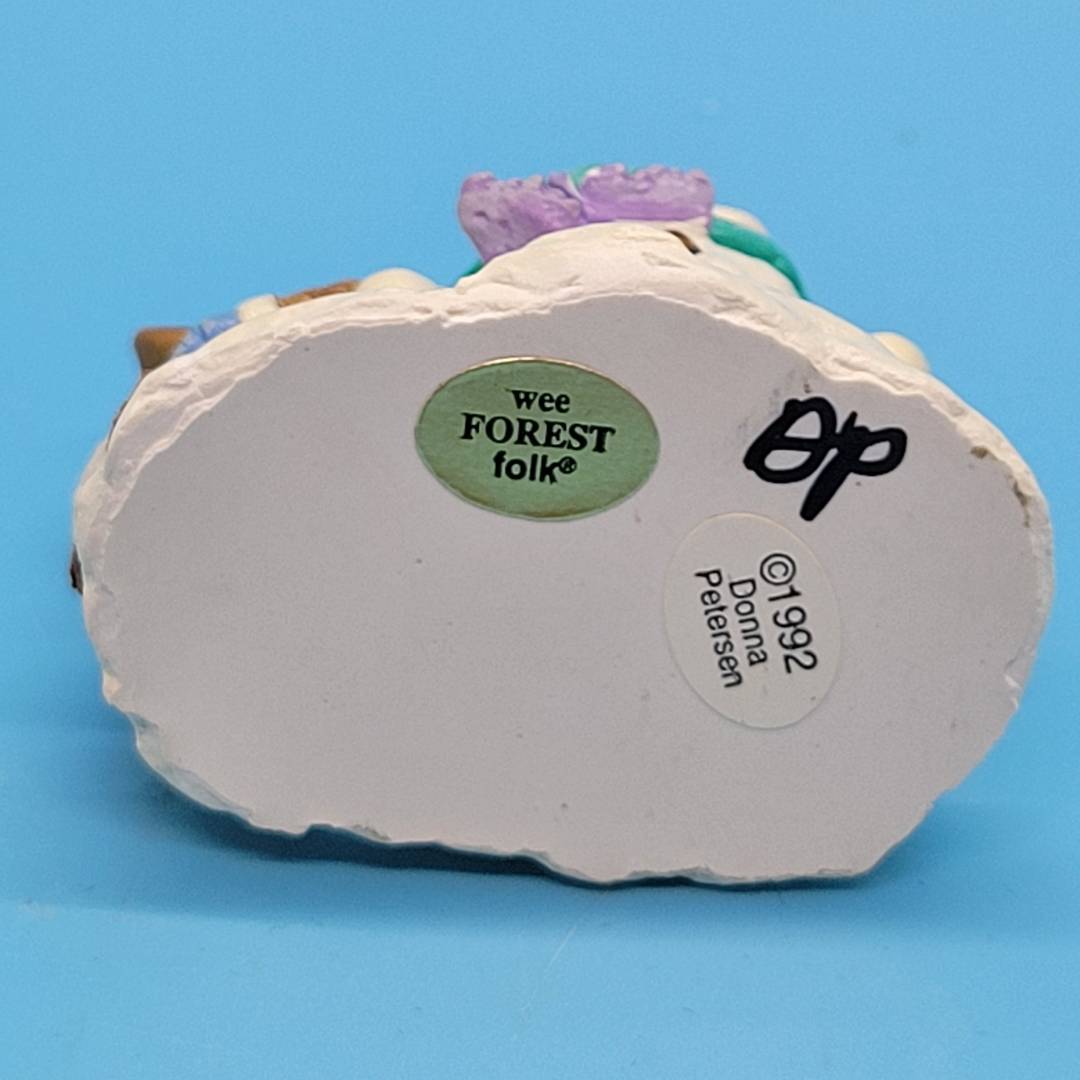 wee
FOREST
folk®
DP
©1992
Donna
Petersen